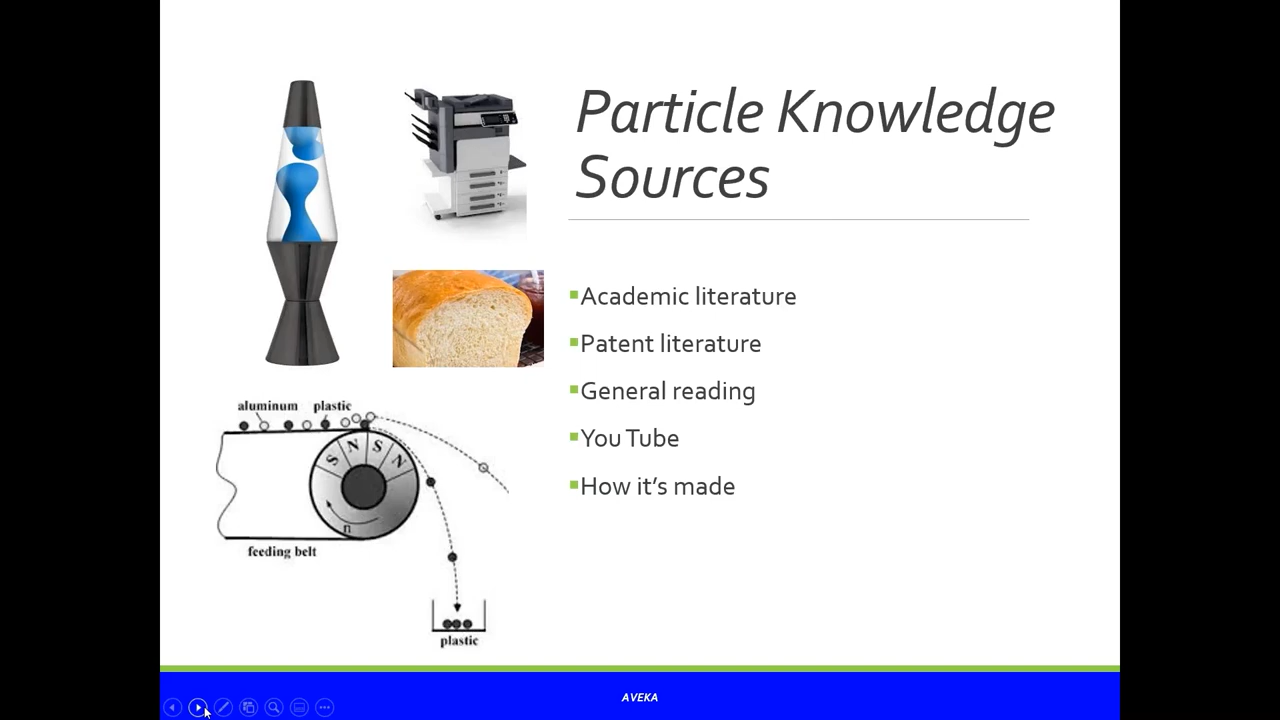 Particle Knowledge
Sources
▪Academic literature
▪Patent literature
▪General reading
▪You Tube
▪How it’s made
aluminum plastic
S N S N
n
feeding belt
plastic
AVEKA